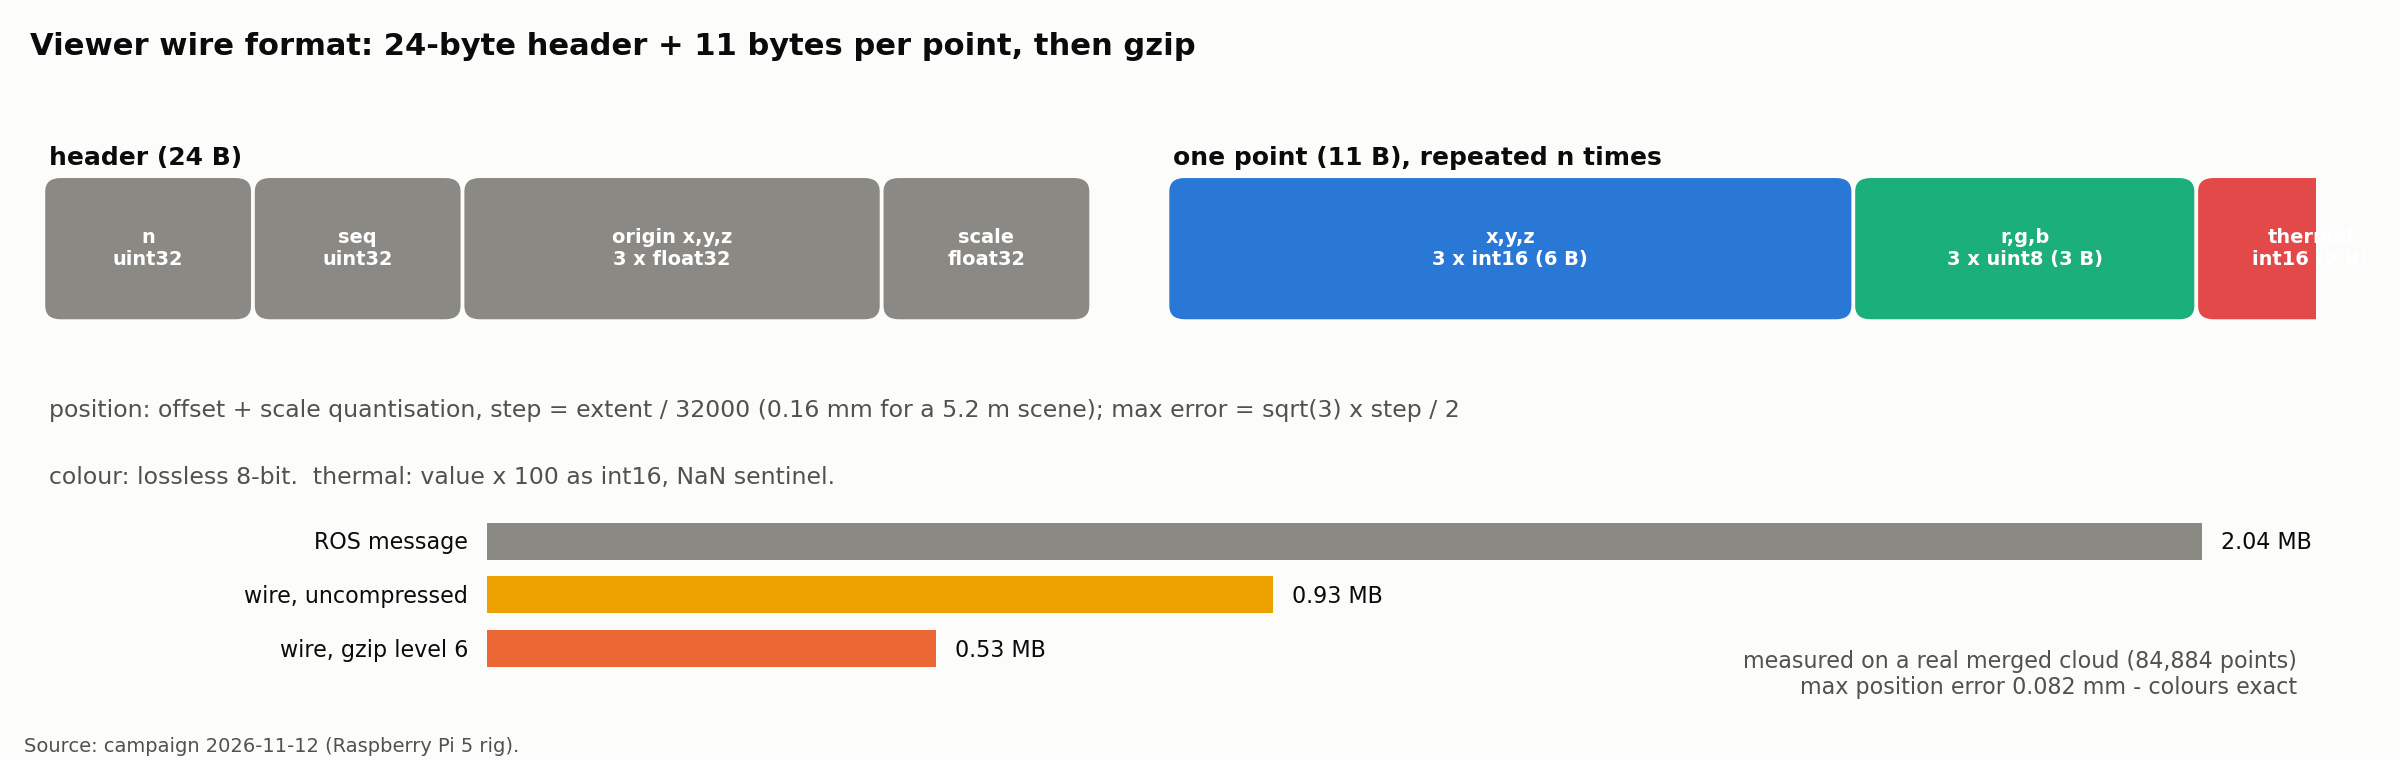 Viewer wire format: 24-byte header + 11 bytes per point, then gzip
header (24 B)
n
uint32
seq
uint32
origin x,y,z
3 x float32
scale
float32
one point (11 B), repeated n times
x,y,z
3 x int16 (6 B)
r,g,b
3 x uint8 (3 B)
thermal
int16 (2 B)
position: offset + scale quantisation, step = extent / 32000 (0.16 mm for a 5.2 m scene); max error = sqrt(3) x step / 2
colour: lossless 8-bit.  thermal: value x 100 as int16, NaN sentinel.
ROS message
2.04 MB
wire, uncompressed
0.93 MB
wire, gzip level 6
0.53 MB
measured on a real merged cloud (84,884 points)
max position error 0.082 mm - colours exact
Source: campaign 2026-11-12 (Raspberry Pi 5 rig).